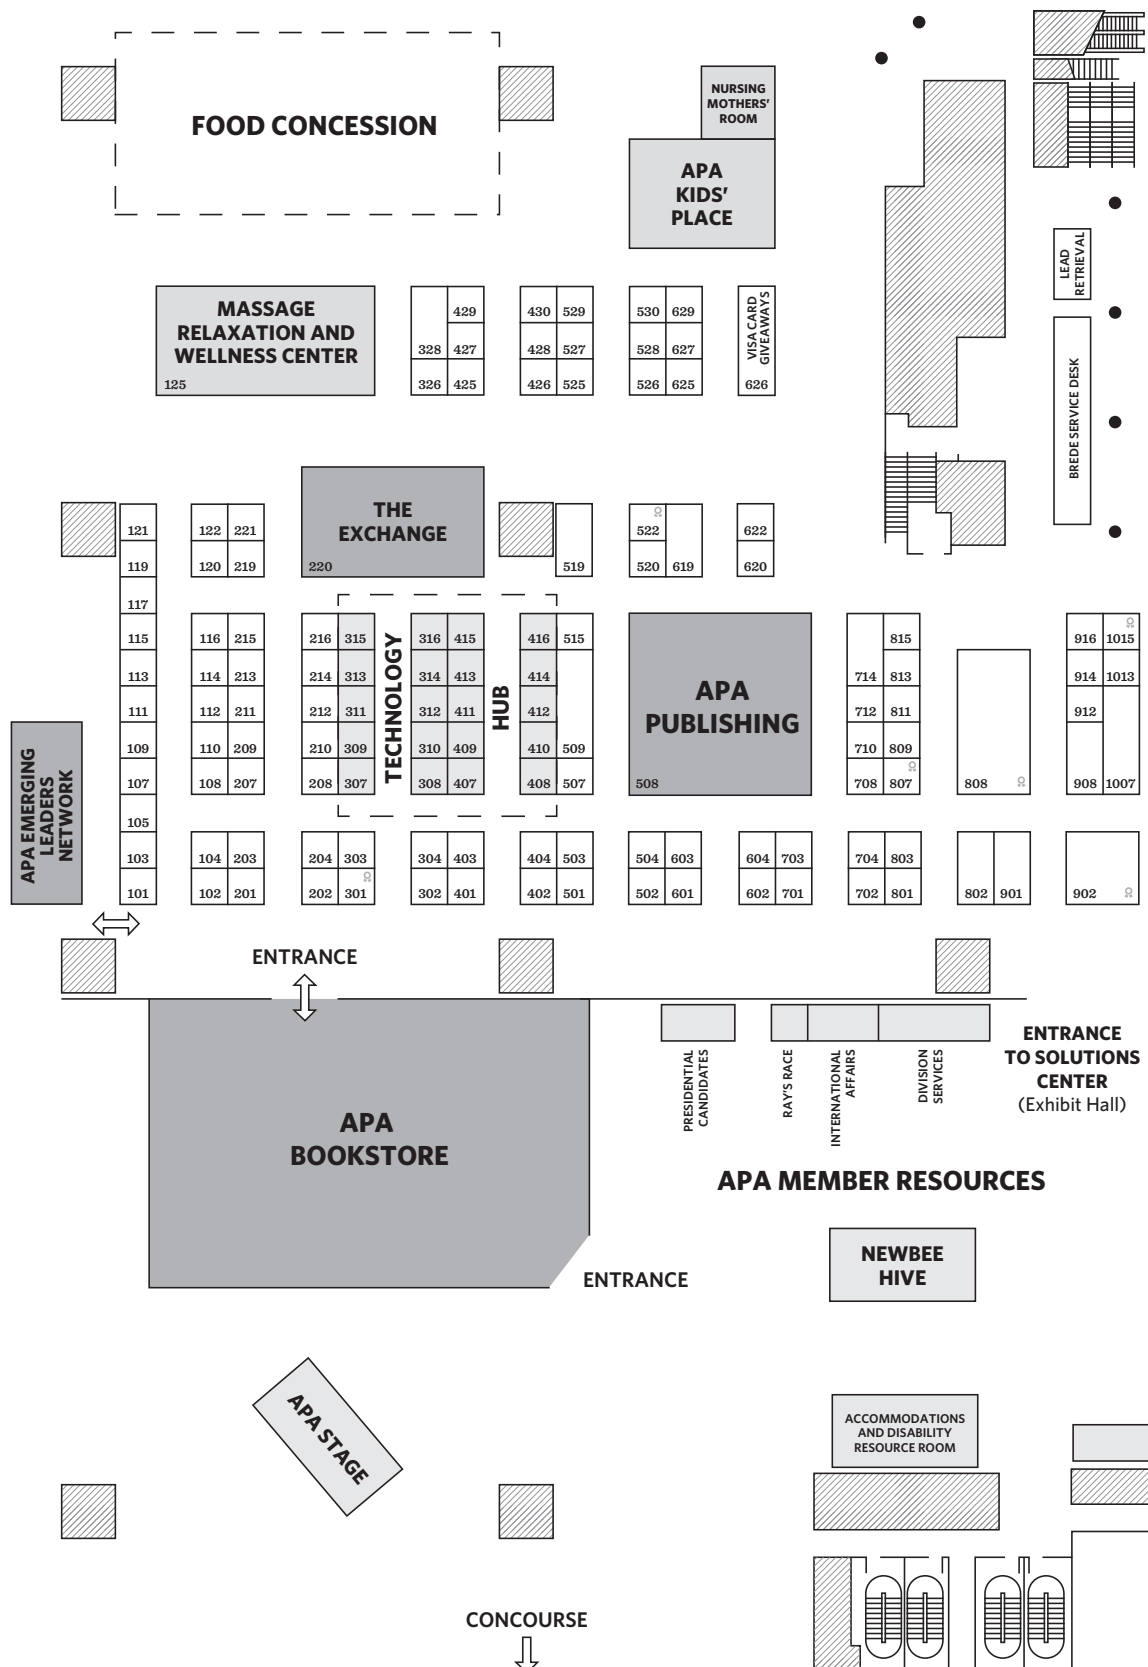 FOOD CONCESSION
NURSING
MOTHERS'
ROOM
APA
KIDS'
PLACE
LEAD
RETRIEVAL
BREDE SERVICE DESK
MASSAGE
RELAXATION AND
WELLNESS CENTER
125
429
328 427
326 425
430 529
428 527
426 525
530 629
528 627
526 625
VISA CARD
GIVEAWAYS
626
THE
EXCHANGE
220
121
119
117
115
113
111
109
107
105
103
101
122 221
120 219
519
522
520 619
622
620
116 215
114 213
112 211
110 209
108 207
216 315
214 313
212 311
210 309
208 307
TECHNOLOGY
HUB
316 415
314 413
312 411
310 409
308 407
416 515
414
412
410 509
408 507
APA
PUBLISHING
508
815
714 813
712 811
710 809
708 807
808
916 1015
914 1013
912
908 1007
APA EMERGING
LEADERS
NETWORK
104 203
102 201
204 303
202 301
304 403
302 401
404 503
402 501
504 603
502 601
604 703
602 701
704 803
702 801
802 901
902
ENTRANCE
APA
BOOKSTORE
ENTRANCE
PRESIDENTIAL
CANDIDATES
RAY'S RACE
INTERNATIONAL
AFFAIRS
DIVISION
SERVICES
ENTRANCE
TO SOLUTIONS
CENTER
(Exhibit Hall)
APA MEMBER RESOURCES
NEWBEE
HIVE
APA STAGE
ACCOMMODATIONS
AND DISABILITY
RESOURCE ROOM
CONCOURSE